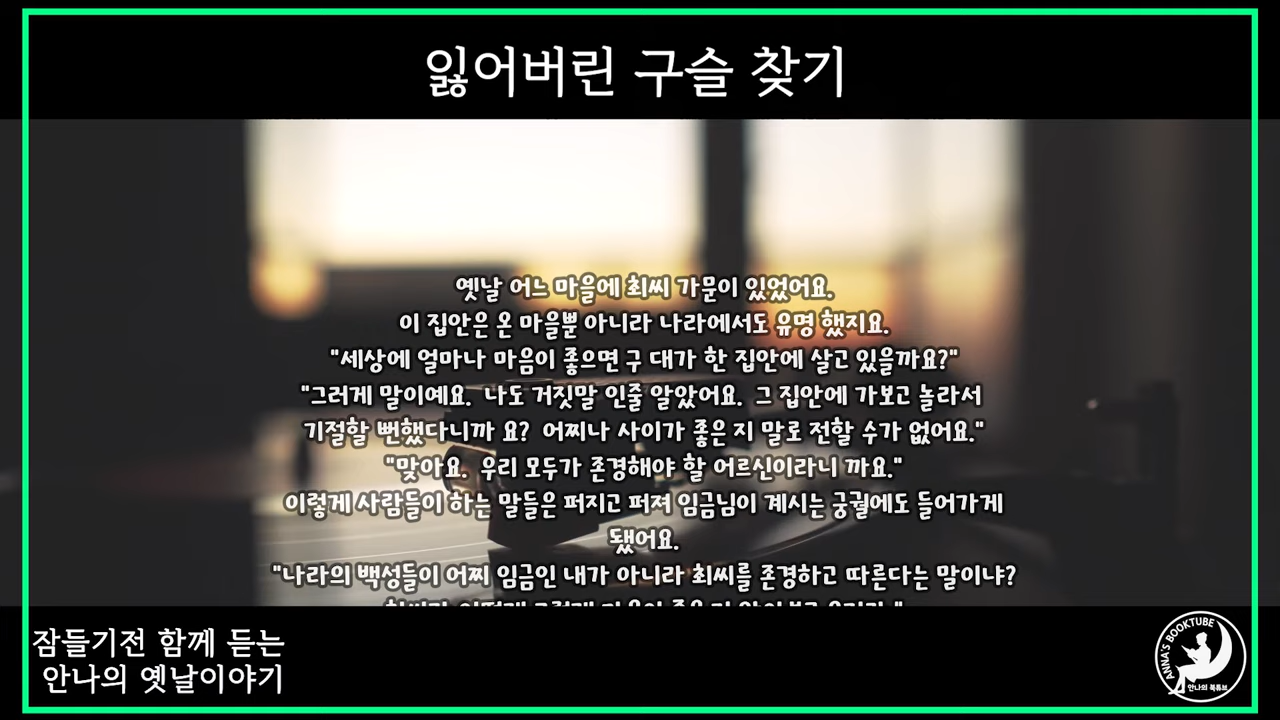 잃어버린 구슬 찾기
옛날 어느 마을에 최씨 가문이 있었어요.
이 집안은 온 마을뿐 아니라 나라에서도 유명 했지요.
"세상에 얼마나 마음이 좋으면 구 대가 한 집안에 살고 있을까요?"
"그러게 말이예요. 나도 거짓말 인줄 알았어요. 그 집안에 가보고 놀라서
기절할 뻔했다니까 요? 어찌나 사이가 좋은 지 말로 전할 수가 없어요."
"맞아요. 우리 모두가 존경해야 할 어르신이라니 까요."
이렇게 사람들이 하는 말들은 퍼지고 퍼져 임금님이 계시는 궁궐에도 들어가게
됐어요.
"나라의 백성들이 어찌 임금인 내가 아니라 최씨를 존경하고 따른다는 말이냐?
잠들기전 함께 듣는
안나의 옛날이야기
ANNA'S BOOKTUBE
안나의 북튜브